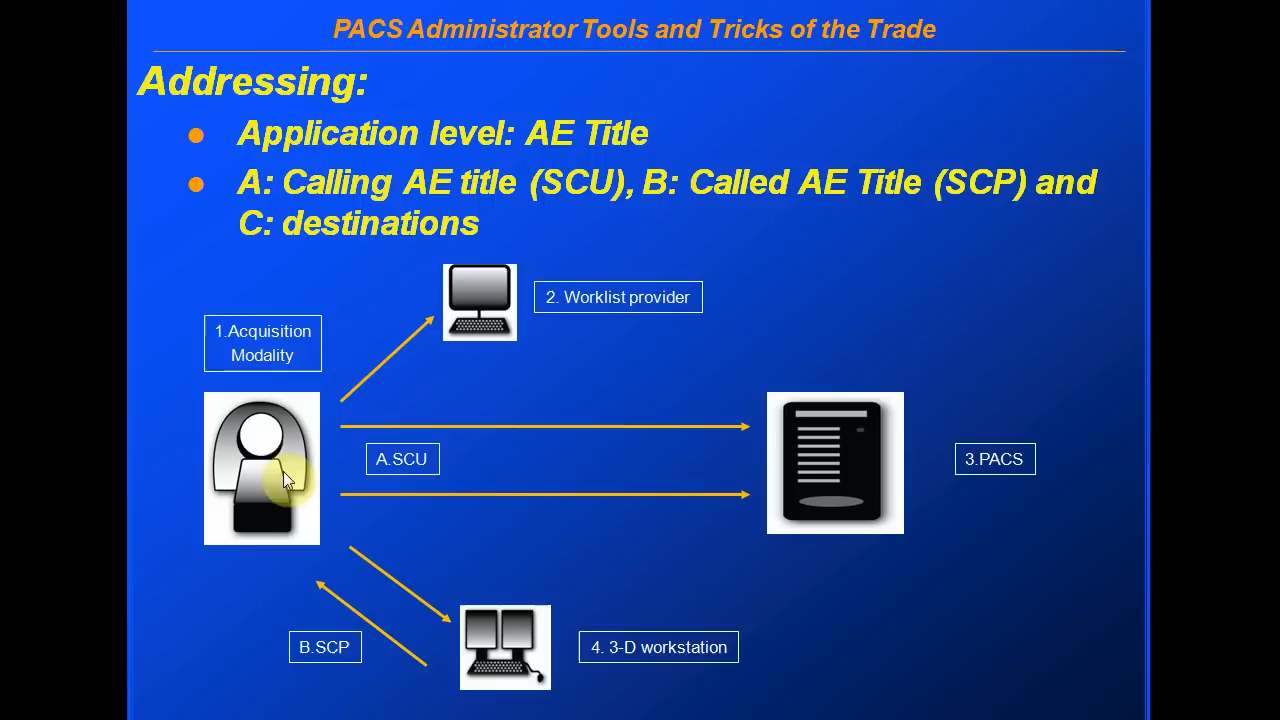 PACS Administrator Tools and Tricks of the Trade
Addressing:
Application level: AE Title
A: Calling AE title (SCU), B: Called AE Title (SCP) and
C: destinations
2. Worklist provider
1.Acquisition
Modality
A.SCU
3.PACS
B.SCP
4. 3-D workstation